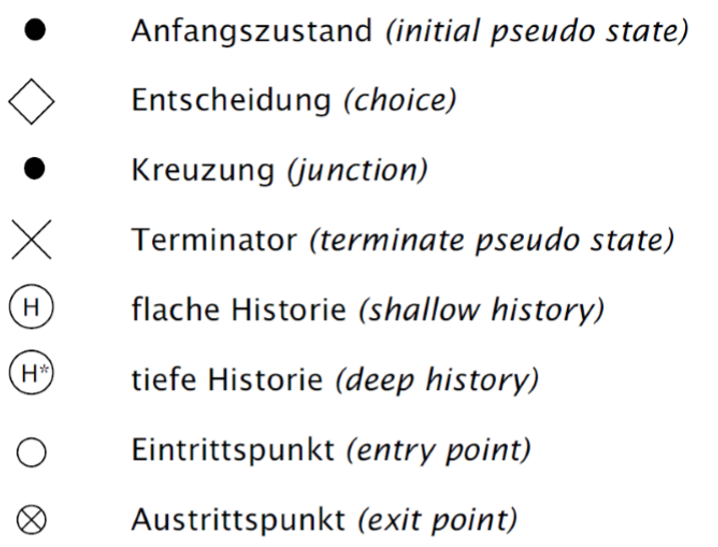 Anfangszustand (initial pseudo state)
Entscheidung (choice)
Kreuzung (junction)
Terminator (terminate pseudo state)
H flache Historie (shallow history)
H* tiefe Historie (deep history)
Eintrittspunkt (entry point)
Austrittspunkt (exit point)